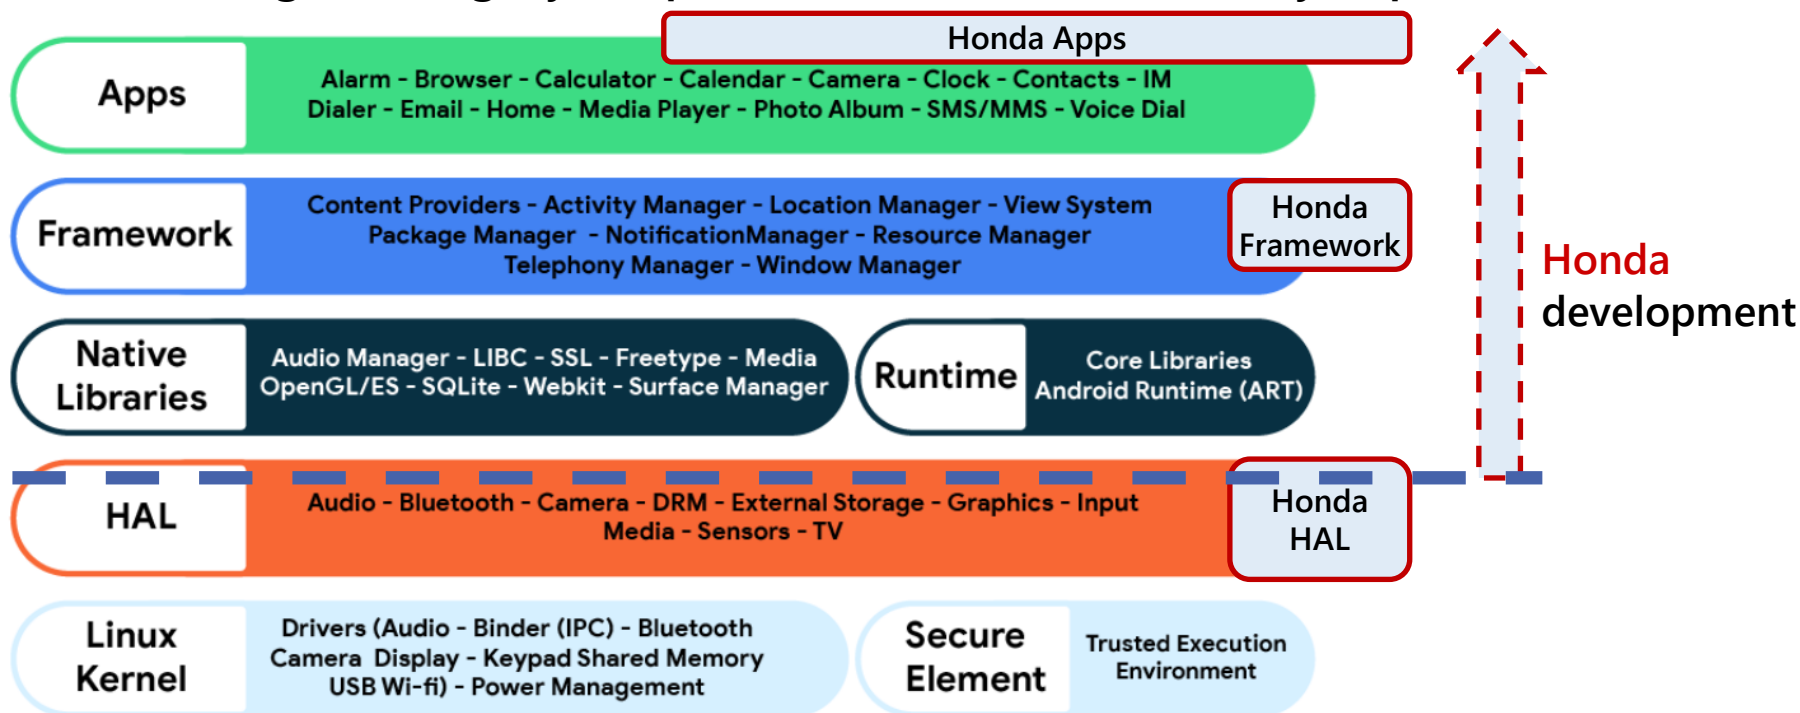 Honda Apps
Apps
Alarm - Browser - Calculator - Calendar - Camera - Clock - Contacts - IM
Dialer - Email - Home - Media Player - Photo Album - SMS/MMS - Voice Dial
Framework
Content Providers - Activity Manager - Location Manager - View System
Package Manager - NotificationManager - Resource Manager
Telephony Manager - Window Manager
Honda
Framework
Honda
development
Native
Libraries
Audio Manager - LIBC - SSL - Freetype - Media
OpenGL/ES - SQLite - Webkit - Surface Manager
Runtime
Core Libraries
Android Runtime (ART)
HAL
Audio - Bluetooth - Camera - DRM - External Storage - Graphics - Input
Media - Sensors - TV
Honda
HAL
Linux
Kernel
Drivers (Audio - Binder (IPC) - Bluetooth
Camera Display - Keypad Shared Memory
USB Wi-fi) - Power Management
Secure
Element
Trusted Execution
Environment